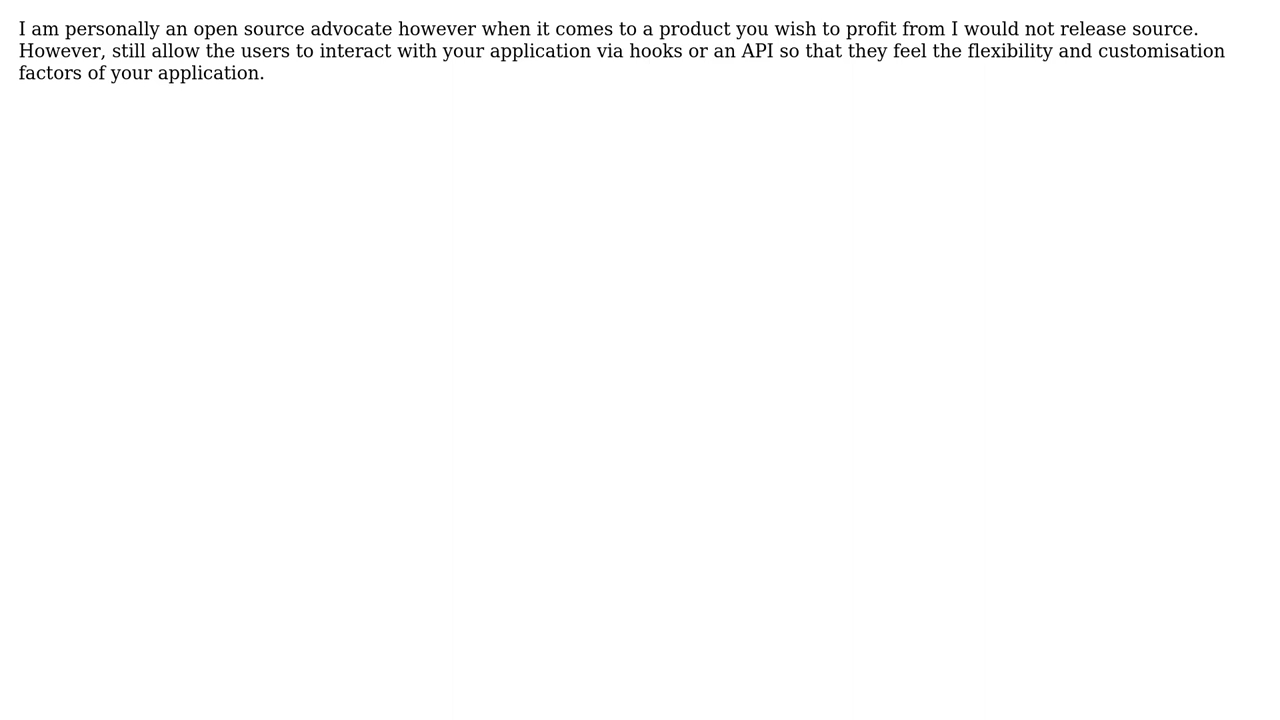 I am personally an open source advocate however when it comes to a product you wish to profit from I would not release source.
However, still allow the users to interact with your application via hooks or an API so that they feel the flexibility and customisation
factors of your application.